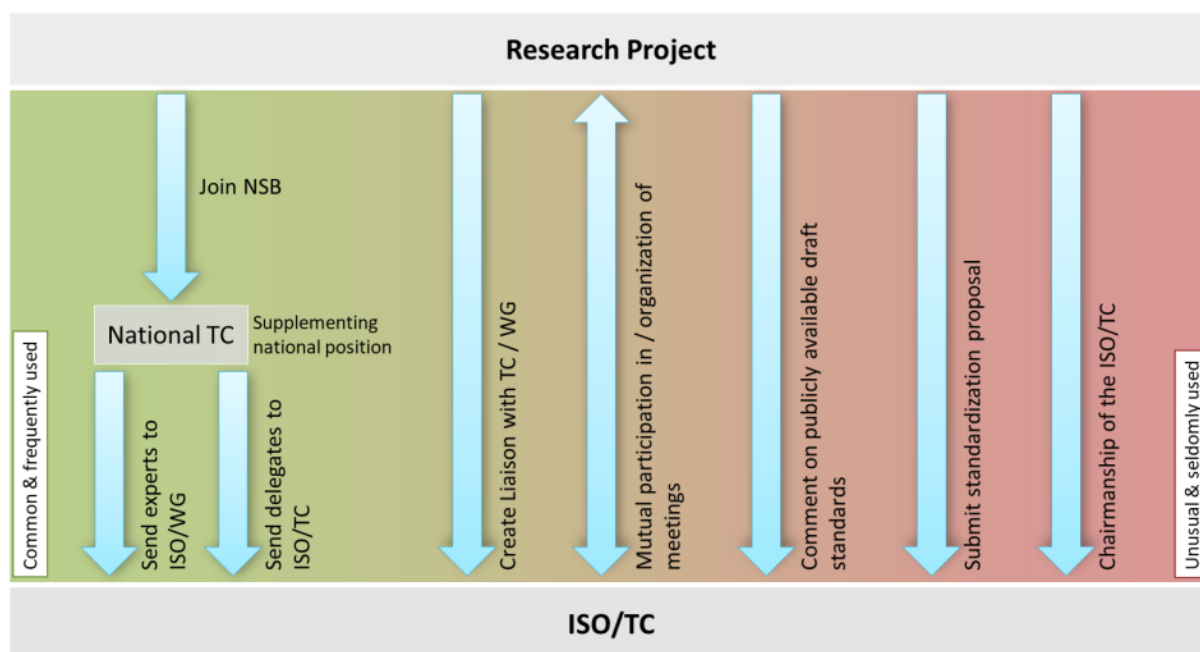 Research Project
Join NSB
National TC
Supplementing
national position
Common & frequently used
Send experts to
ISO/WG
Send delegates to
ISO/TC
Create Liaison with TC / WG
Mutual participation in / organization of
meetings
Comment on publicly available draft
standards
Submit standardization proposal
Chairmanship of the ISO/TC
Unusual & seldomly used
ISO/TC